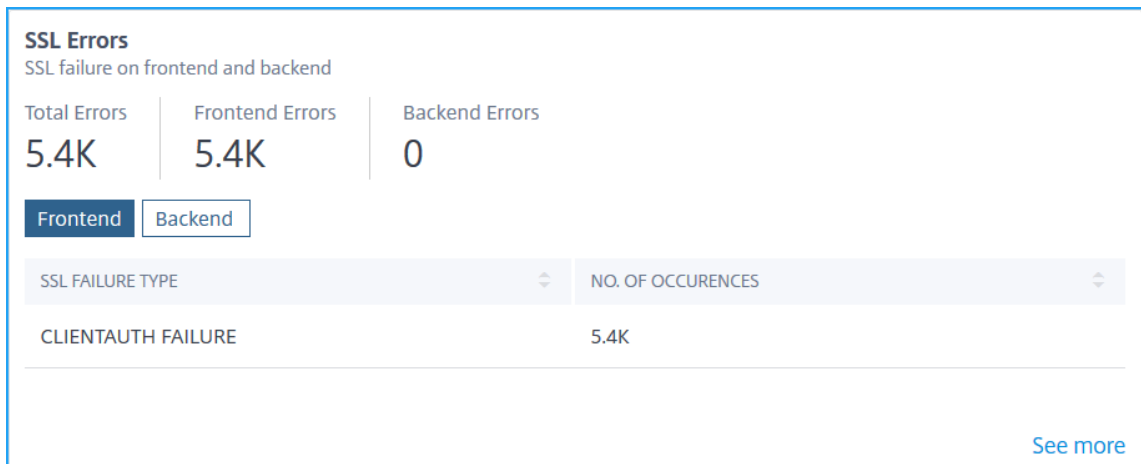 SSL Errors
SSL failure on frontend and backend
Total Errors Frontend Errors Backend Errors
5.4K 5.4K 0
Frontend Backend
SSL FAILURE TYPE NO. OF OCCURENCES
CLIENTAUTH FAILURE 5.4K
See more